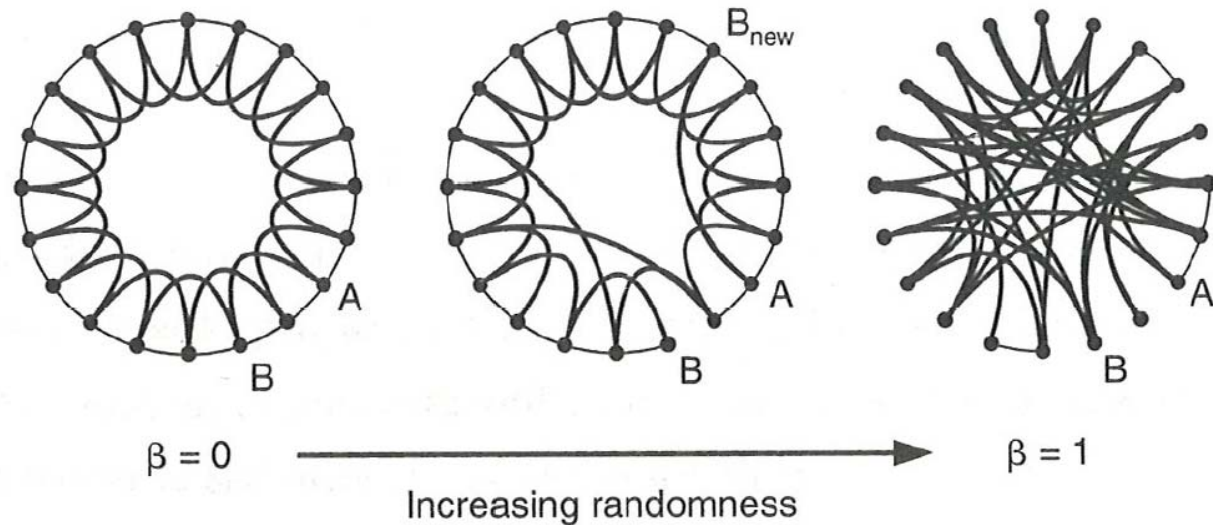 B_new
A
A
A
B
B
B
β = 0
β = 1
Increasing randomness